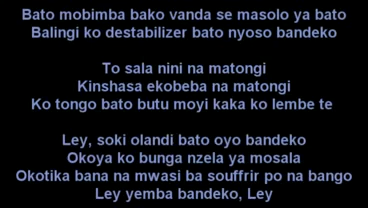 Bato mobimba bako vanda se masolo ya bato
Balingi ko destabilizer bato nyoso bandeko
To sala nini na matongi
Kinshasa ekobeba na matongi
Ko tongo bato butu moyi kaka ko lembe te
Ley, soki olandi bato oyo bandeko
Okoya ko bunga nzela ya mosala
Okotika bana na mwasi ba souffrir po na bango
Ley yemba bandeko, Ley